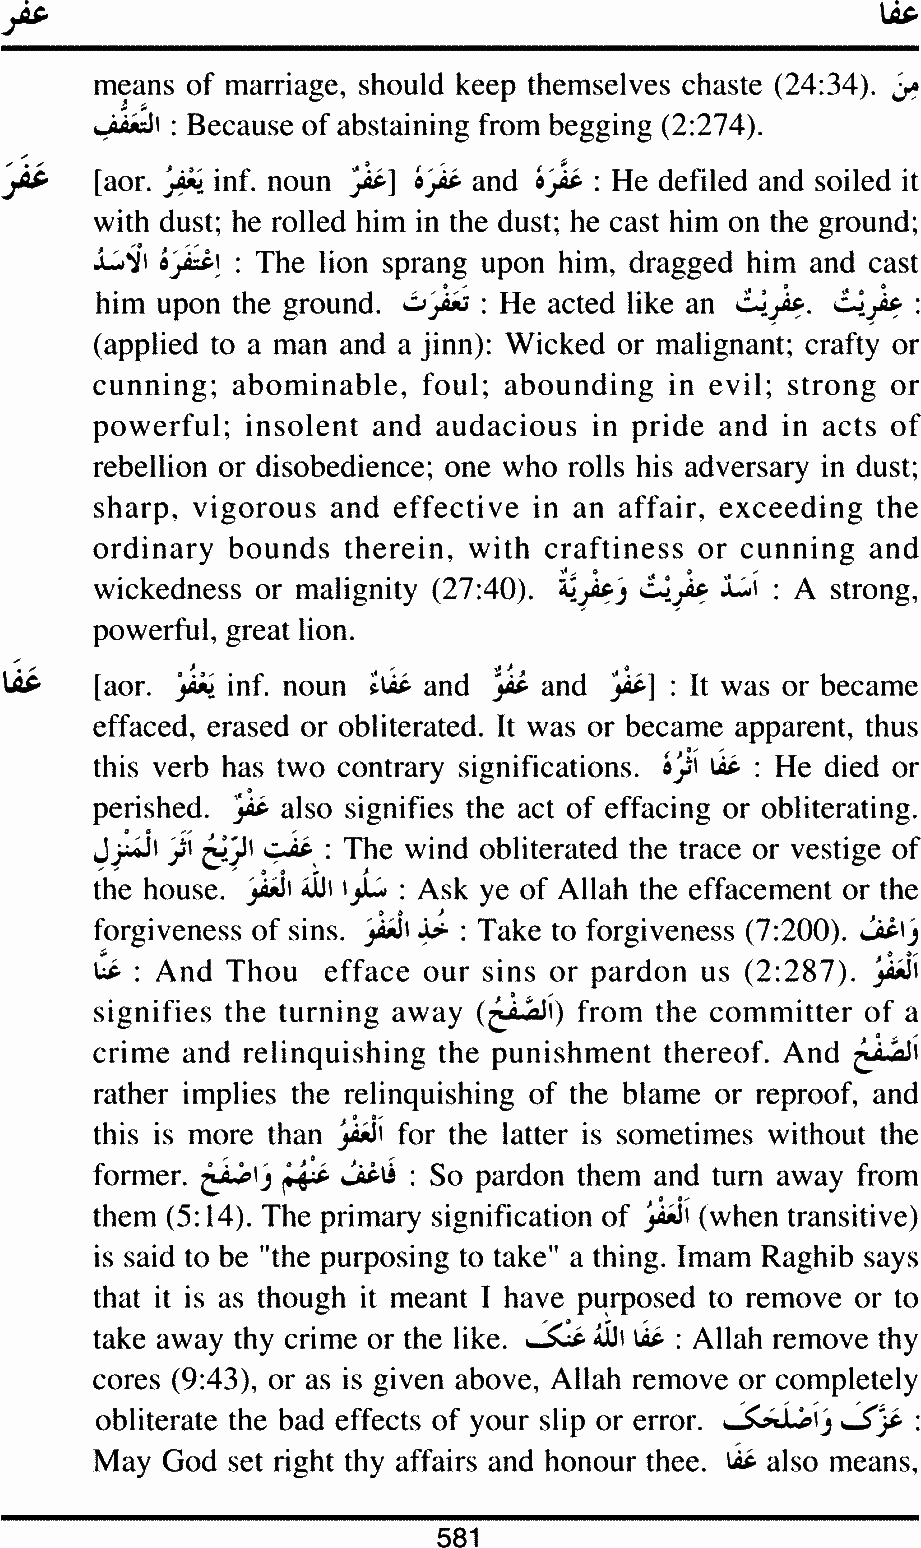 عفر عفا
means of marriage, should keep themselves chaste (24:34). مِنَ
التَّعَفُّفِ : Because of abstaining from begging (2:274).
عَفَرَ [aor. يَعْفِرُ inf. noun عَفْرٌ] عَفَرَهُ and عَفَّرَهُ : He defiled and soiled it
with dust; he rolled him in the dust; he cast him on the ground;
اِعْتَفَرَهُ الْاَسَدُ : The lion sprang upon him, dragged him and cast
him upon the ground. تَعَفْرَتَ : He acted like an عِفْرِيْتٌ. عِفْرِيْتٌ :
(applied to a man and a jinn): Wicked or malignant; crafty or
cunning; abominable, foul; abounding in evil; strong or
powerful; insolent and audacious in pride and in acts of
rebellion or disobedience; one who rolls his adversary in dust;
sharp, vigorous and effective in an affair, exceeding the
ordinary bounds therein, with craftiness or cunning and
wickedness or malignity (27:40). اَسَدٌ عِفْرِيْتٌ وَعِفْرِيَّةٌ : A strong,
powerful, great lion.
عَفَا [aor. يَعْفُوْ inf. noun عَفَاءٌ and عُفُوٌّ and عَفْوٌ] : It was or became
effaced, erased or obliterated. It was or became apparent, thus
this verb has two contrary significations. عَفَا اَثَرُهُ : He died or
perished. عَفْوٌ also signifies the act of effacing or obliterating.
عَفَتِ الرِّيْحُ اَثَرَ الْمَنْزِلِ : The wind obliterated the trace or vestige of
the house. سَلُوا اللّٰهَ الْعَفْوَ : Ask ye of Allah the effacement or the
forgiveness of sins. خُذِ الْعَفْوَ : Take to forgiveness (7:200). وَاعْفُ
عَنَّا : And Thou efface our sins or pardon us (2:287). اَلْعَفْوُ
signifies the turning away (اَلصَّفْحُ) from the committer of a
crime and relinquishing the punishment thereof. And اَلصَّفْحُ
rather implies the relinquishing of the blame or reproof, and
this is more than اَلْعَفْوُ for the latter is sometimes without the
former. فَاعْفُ عَنْهُمْ وَاصْفَحْ : So pardon them and turn away from
them (5:14). The primary signification of اَلْعَفْوُ (when transitive)
is said to be "the purposing to take" a thing. Imam Raghib says
that it is as though it meant I have purposed to remove or to
take away thy crime or the like. عَفَا اللّٰهُ عَنْکَ : Allah remove thy
cores (9:43), or as is given above, Allah remove or completely
obliterate the bad effects of your slip or error. عَزَّکَ وَاَصْلَحَکَ :
May God set right thy affairs and honour thee. عَفَا also means,
581